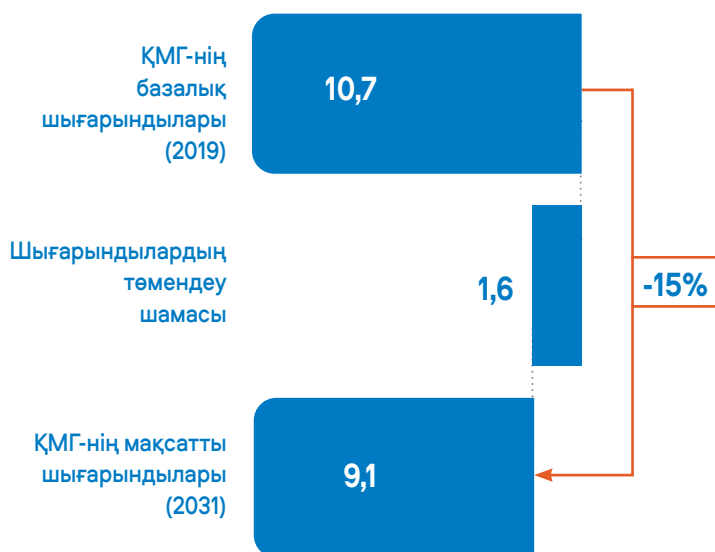 ҚМГ-нің
базалық
шығарындылары
(2019)
10,7
Шығарындылардың
төмендеу
шамасы
1,6
-15%
ҚМГ-нің мақсатты
шығарындылары
(2031)
9,1